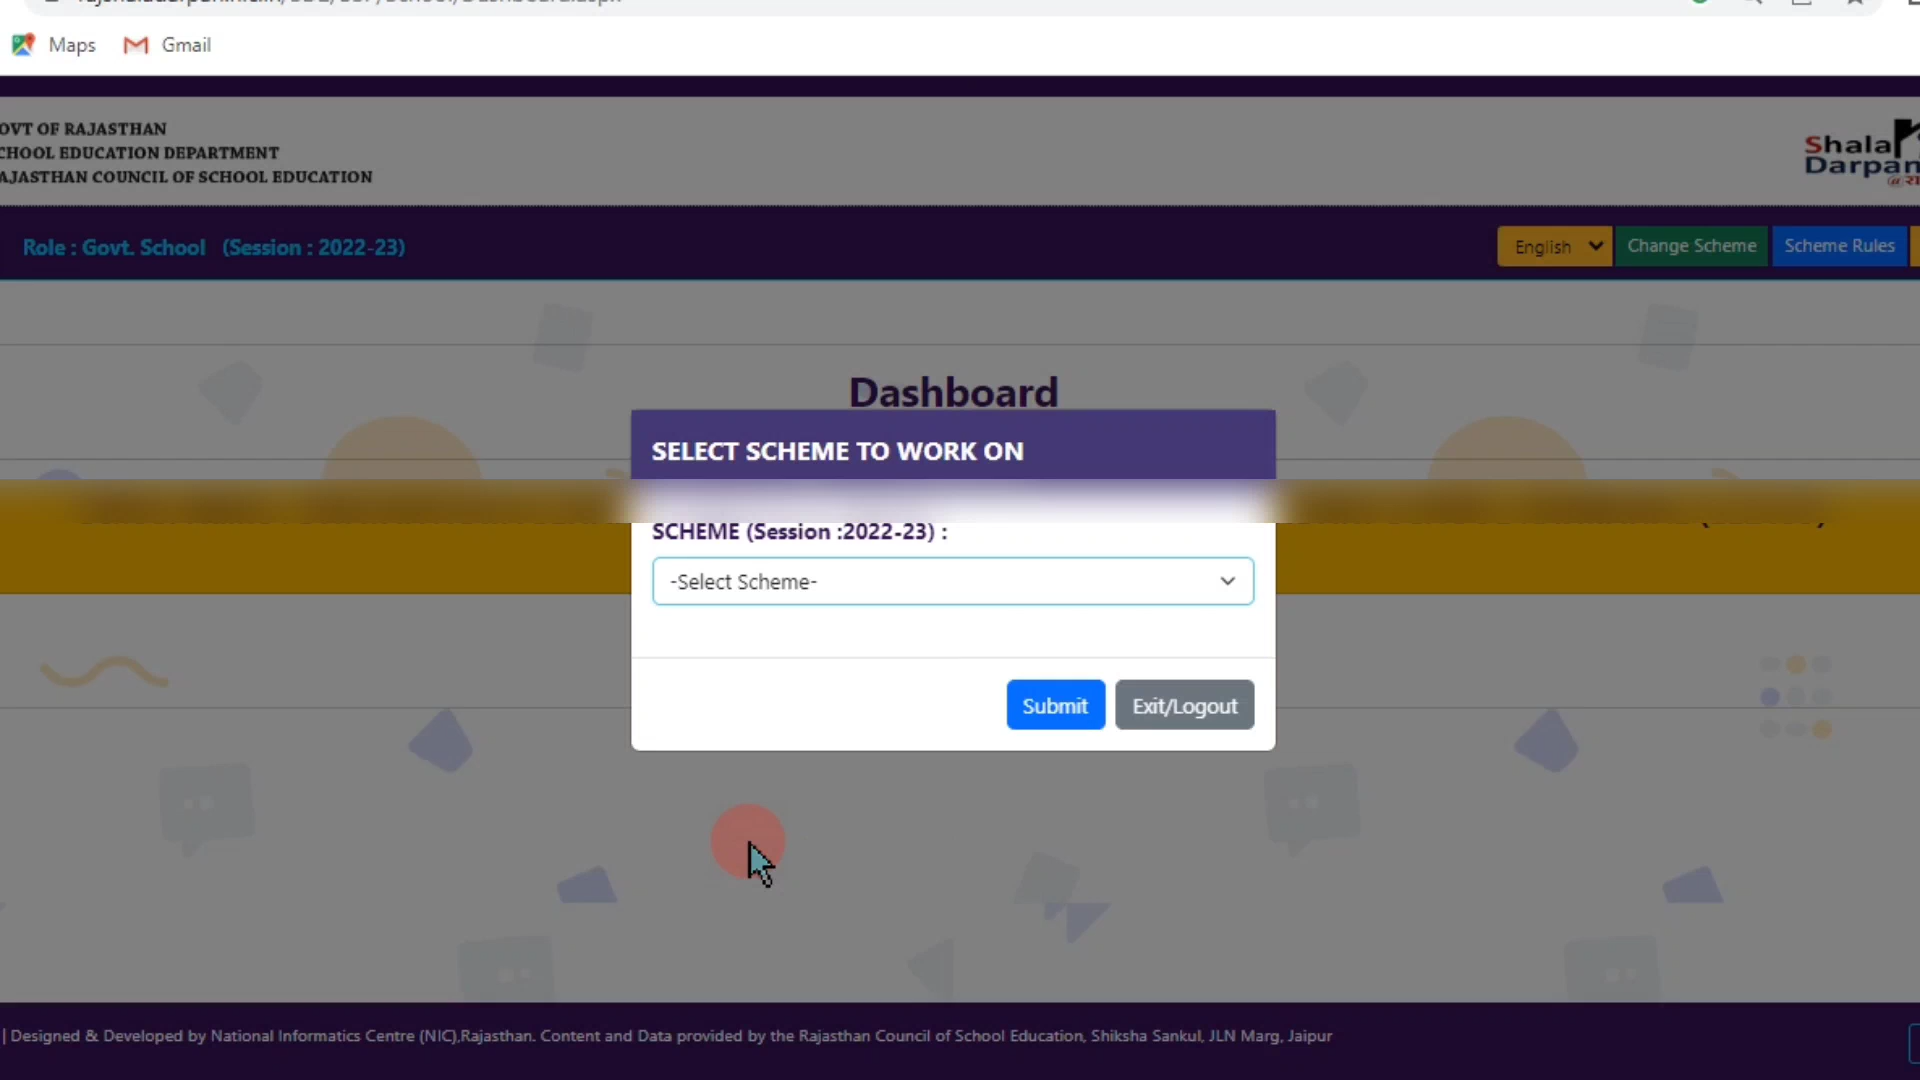 Maps
Gmail
OVT OF RAJASTHAN
CHOOL EDUCATION DEPARTMENT
AJASTHAN COUNCIL OF SCHOOL EDUCATION
Shala
Darpan
Role : Govt. School (Session : 2022-23)
English
Change Scheme
Scheme Rules
Dashboard
SELECT SCHEME TO WORK ON
SCHEME (Session :2022-23) :
-Select Scheme-
Submit
Exit/Logout
| Designed & Developed by National Informatics Centre (NIC),Rajasthan. Content and Data provided by the Rajasthan Council of School Education, Shiksha Sankul, JLN Marg, Jaipur